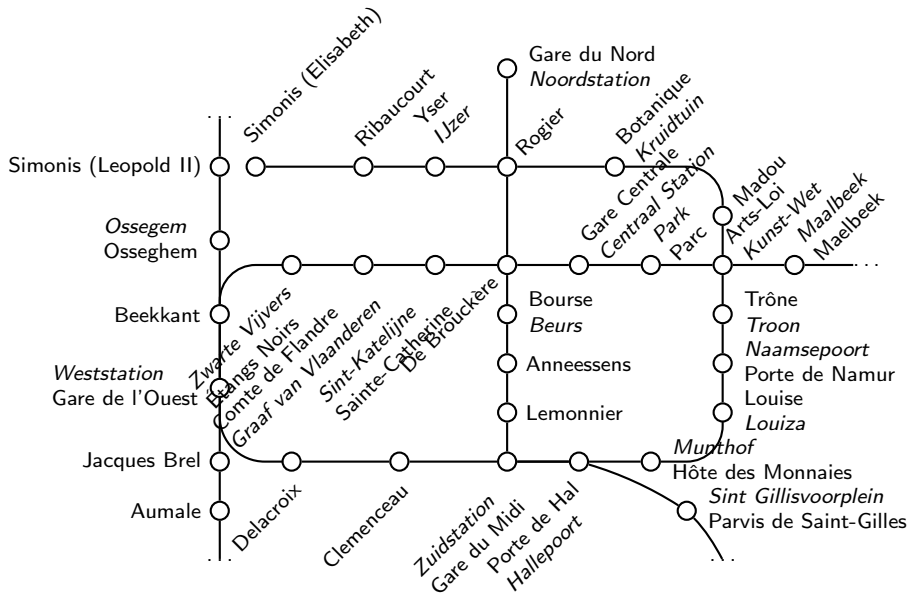 Gare du Nord
Noordstation
Simonis (Elisabeth)
Ribaucourt
Yser
IJzer
Rogier
Botanique
Kruidtuin
Simonis (Leopold II)
Madou
Ossegem
Osseghem
Gare Centrale
Centraal Station
Park
Parc
Arts-Loi
Kunst-Wet
Maalbeek
Maelbeek
Beekkant
Zwarte Vijvers
Étangs Noirs
Comte de Flandre
Graaf van Vlaanderen
Sint-Katelijne
Sainte-Catherine
De Brouckère
Bourse
Beurs
Trône
Troon
Weststation
Gare de l'Ouest
Anneessens
Naamsepoort
Porte de Namur
Lemonnier
Louise
Louiza
Jacques Brel
Delacroix
Clemenceau
Zuidstation
Gare du Midi
Porte de Hal
Hallepoort
Munthof
Hôte des Monnaies
Aumale
Sint Gillisvoorplein
Parvis de Saint-Gilles